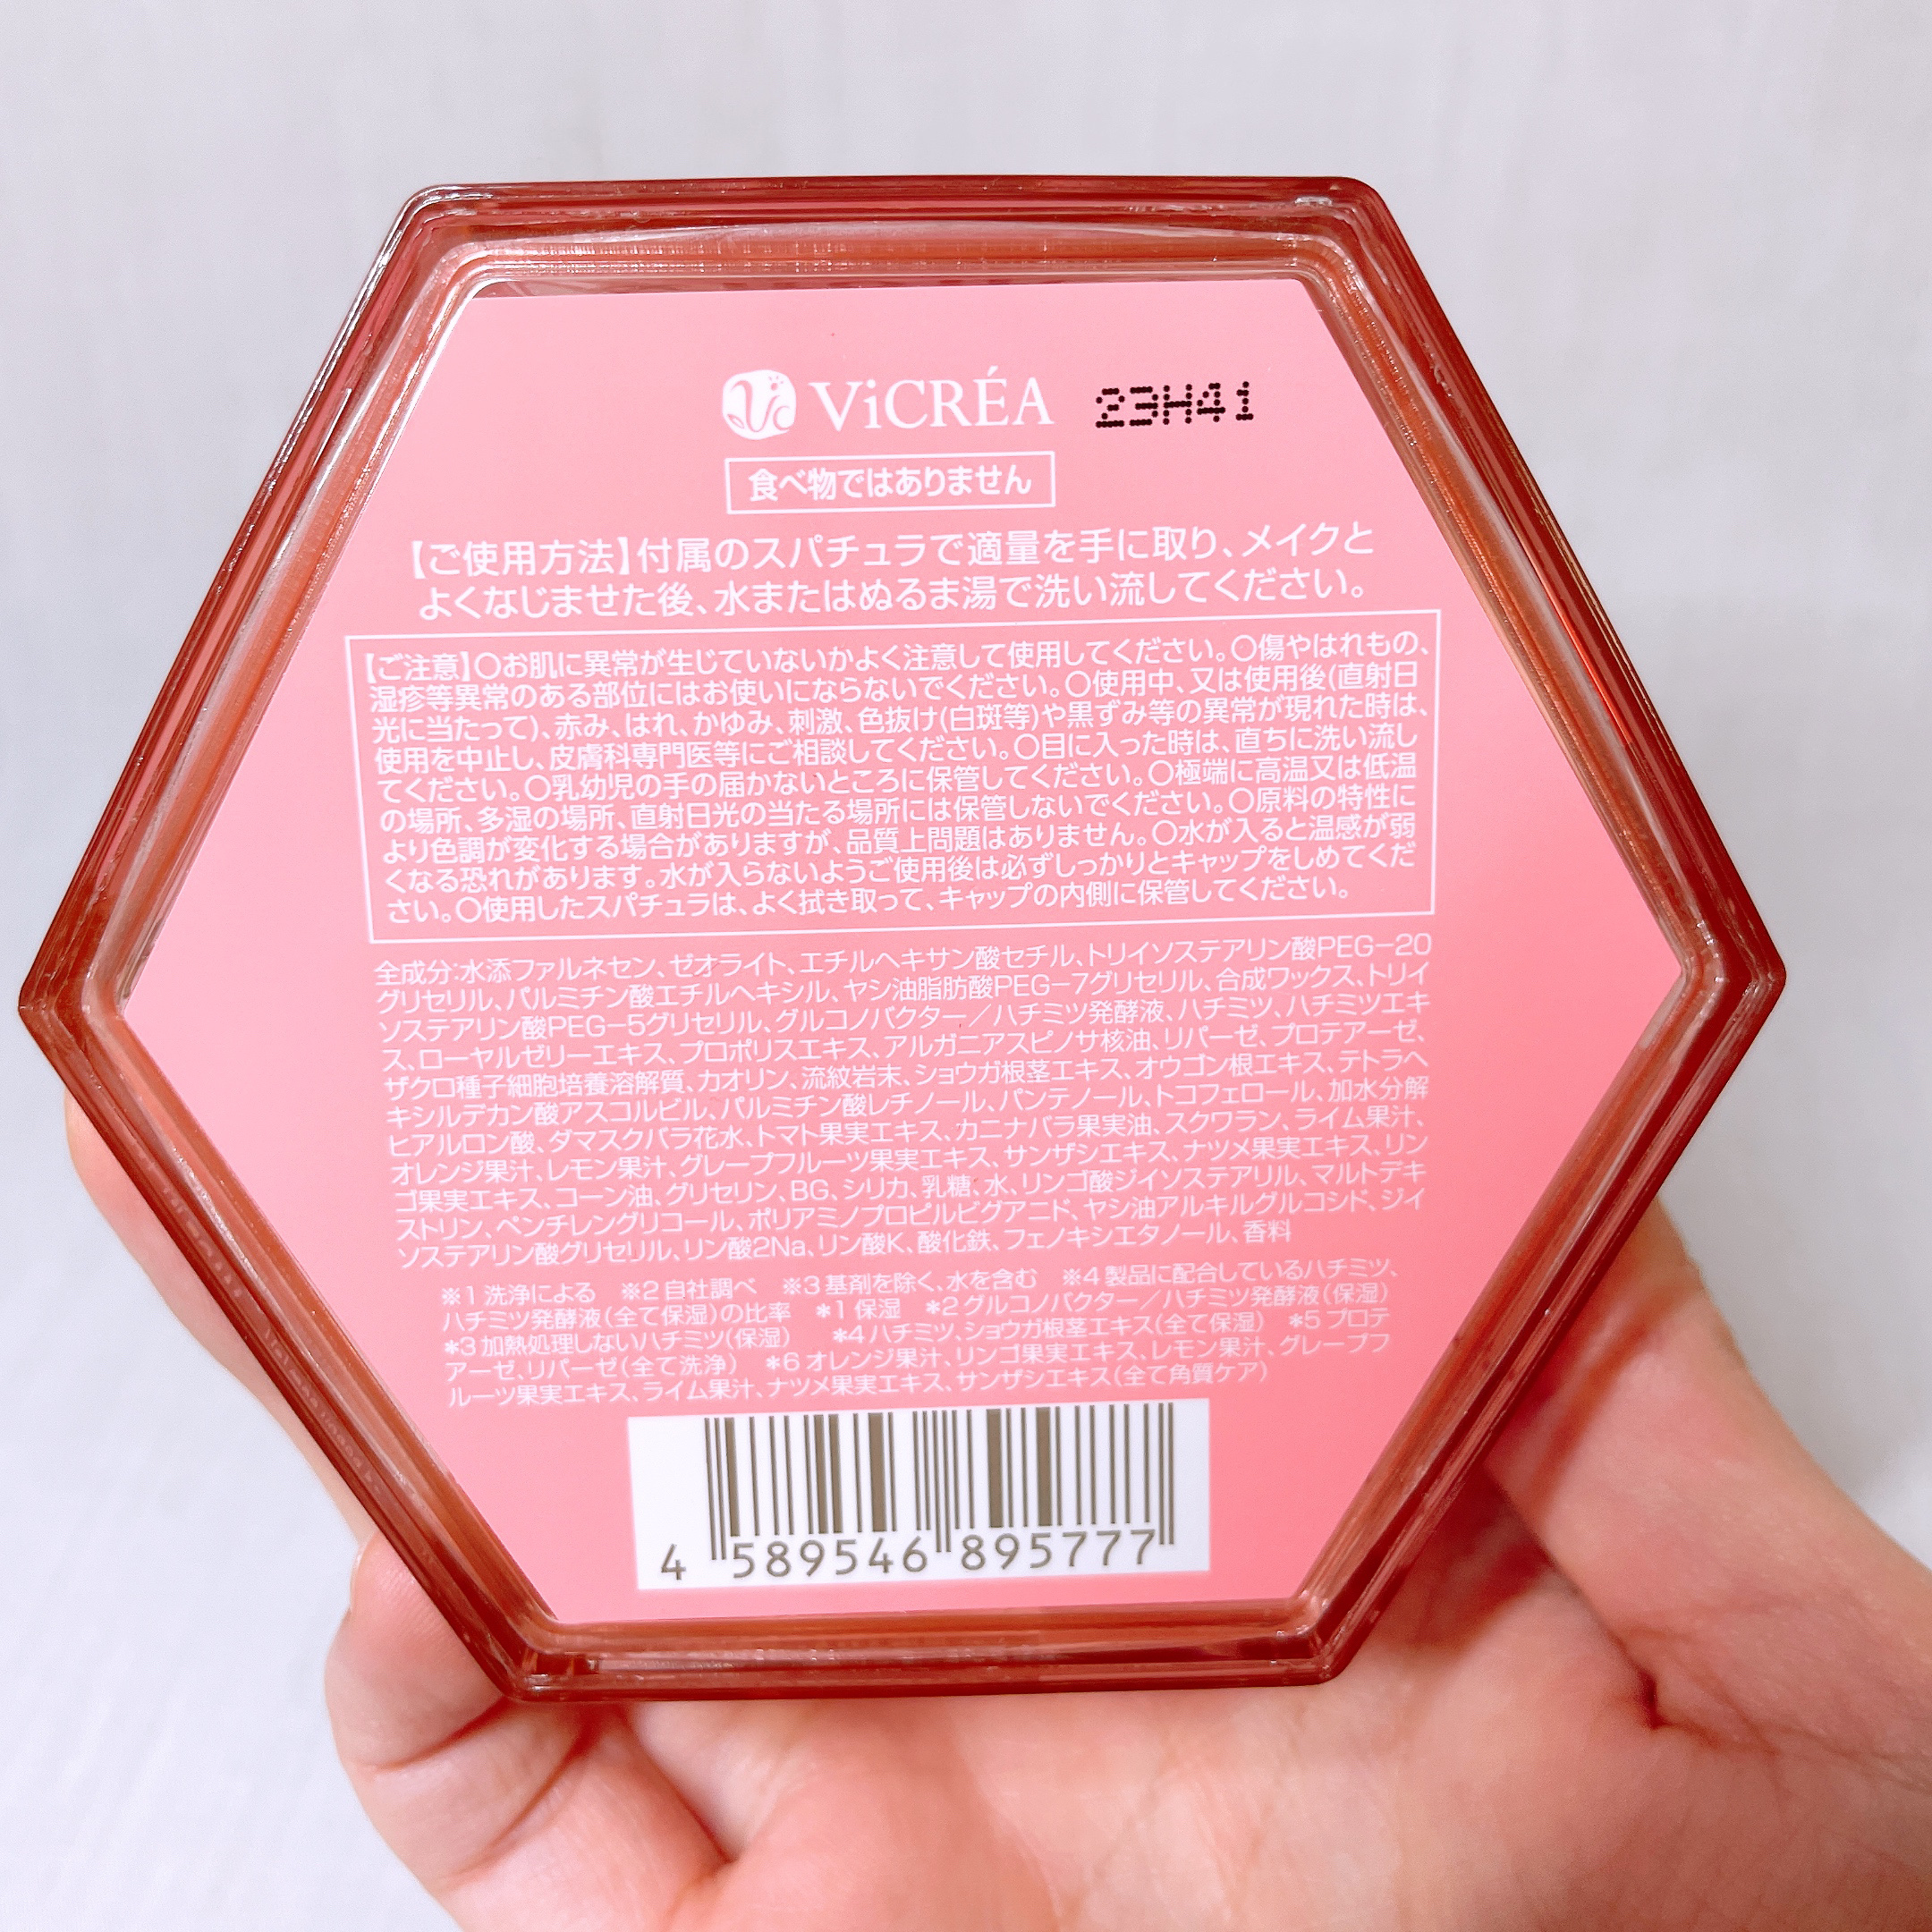 ViCRÉA 23H41
食べ物ではありません
【ご使用方法】付属のスパチュラで適量を手に取り、メイクと
よくなじませた後、水またはぬるま湯で洗い流してください。
【ご注意】〇お肌に異常が生じていないかよく注意して使用してください。〇傷やはれもの、
湿疹等異常のある部位にはお使いにならないでください。〇使用中、又は使用後(直射日
光に当たって)、赤み、はれ、かゆみ、刺激、色抜け(白斑等)や黒ずみ等の異常が現れた時は、
使用を中止し、皮膚科専門医等にご相談してください。〇目に入った時は、直ちに洗い流し
てください。〇乳幼児の手の届かないところに保管してください。〇極端に高温又は低温
の場所、多湿の場所、直射日光の当たる場所には保管しないでください。〇原料の特性に
より色調が変化する場合がありますが、品質上問題はありません。〇水が入ると温感が弱
くなる恐れがあります。水が入らないようご使用後は必ずしっかりとキャップをしめてくだ
さい。〇使用したスパチュラは、よく拭き取って、キャップの内側に保管してください。
全成分:水添ファルネセン、ゼオライト、エチルヘキサン酸セチル、トリイソステアリン酸PEG-20
グリセリル、パルミチン酸エチルヘキシル、ヤシ油脂肪酸PEG-7グリセリル、合成ワックス、トリイ
ソステアリン酸PEG-5グリセリル、グルコノバクター/ハチミツ発酵液、ハチミツ、ハチミツエキ
ス、ローヤルゼリーエキス、プロポリスエキス、アルガニアスピノサ核油、リパーゼ、プロテアーゼ、
ザクロ種子細胞培養溶解質、カオリン、流紋岩末、ショウガ根茎エキス、オウゴン根エキス、テトラヘ
キシルデカン酸アスコルビル、パルミチン酸レチノール、パンテノール、トコフェロール、加水分解
ヒアルロン酸、ダマスクバラ花水、トマト果実エキス、カニナバラ果実油、スクワラン、ライム果汁、
オレンジ果汁、レモン果汁、グレープフルーツ果実エキス、サンザシエキス、ナツメ果実エキス、リン
ゴ果実エキス、コーン油、グリセリン、BG、シリカ、乳糖、水、リンゴ酸ジイソステアリル、マルトデキ
ストリン、ペンチレングリコール、ポリアミノプロピルビグアニド、ヤシ油アルキルグルコシド、ジイ
ソステアリン酸グリセリル、リン酸2Na、リン酸K、酸化鉄、フェノキシエタノール、香料
※1 洗浄による ※2 自社調べ ※3 基剤を除く、水を含む ※4 製品に配合しているハチミツ、
ハチミツ発酵液(全て保湿)の比率 *1 保湿 *2 グルコノバクター/ハチミツ発酵液(保湿)
*3 加熱処理しないハチミツ(保湿) *4 ハチミツ、ショウガ根茎エキス(全て保湿) *5 プロテ
アーゼ、リパーゼ(全て洗浄) *6 オレンジ果汁、リンゴ果実エキス、レモン果汁、グレープフ
ルーツ果実エキス、ライム果汁、ナツメ果実エキス、サンザシエキス(全て角質ケア)
4 589546 895777